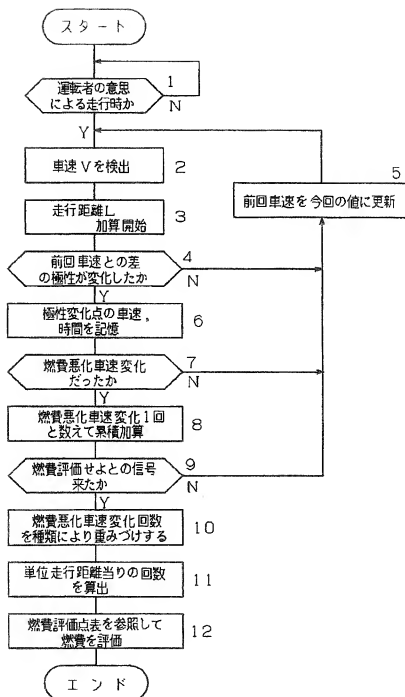 スタート
1
運転者の意思
による走行時か
N
Y
車速Vを検出
2
5
前回車速を今回の値に更新
走行距離L
加算開始
3
前回車速との差
の極性が変化したか
4
N
Y
極性変化点の車速,
時間を記憶
6
燃費悪化車速変化
だったか
7
N
Y
燃費悪化車速変化1回
と数えて累積加算
8
燃費評価せよとの信号
来たか
9
N
Y
燃費悪化車速変化回数
を種類により重みづけする
10
単位走行距離当りの回数
を算出
11
燃費評価点表を参照して
燃費を評価
12
エンド